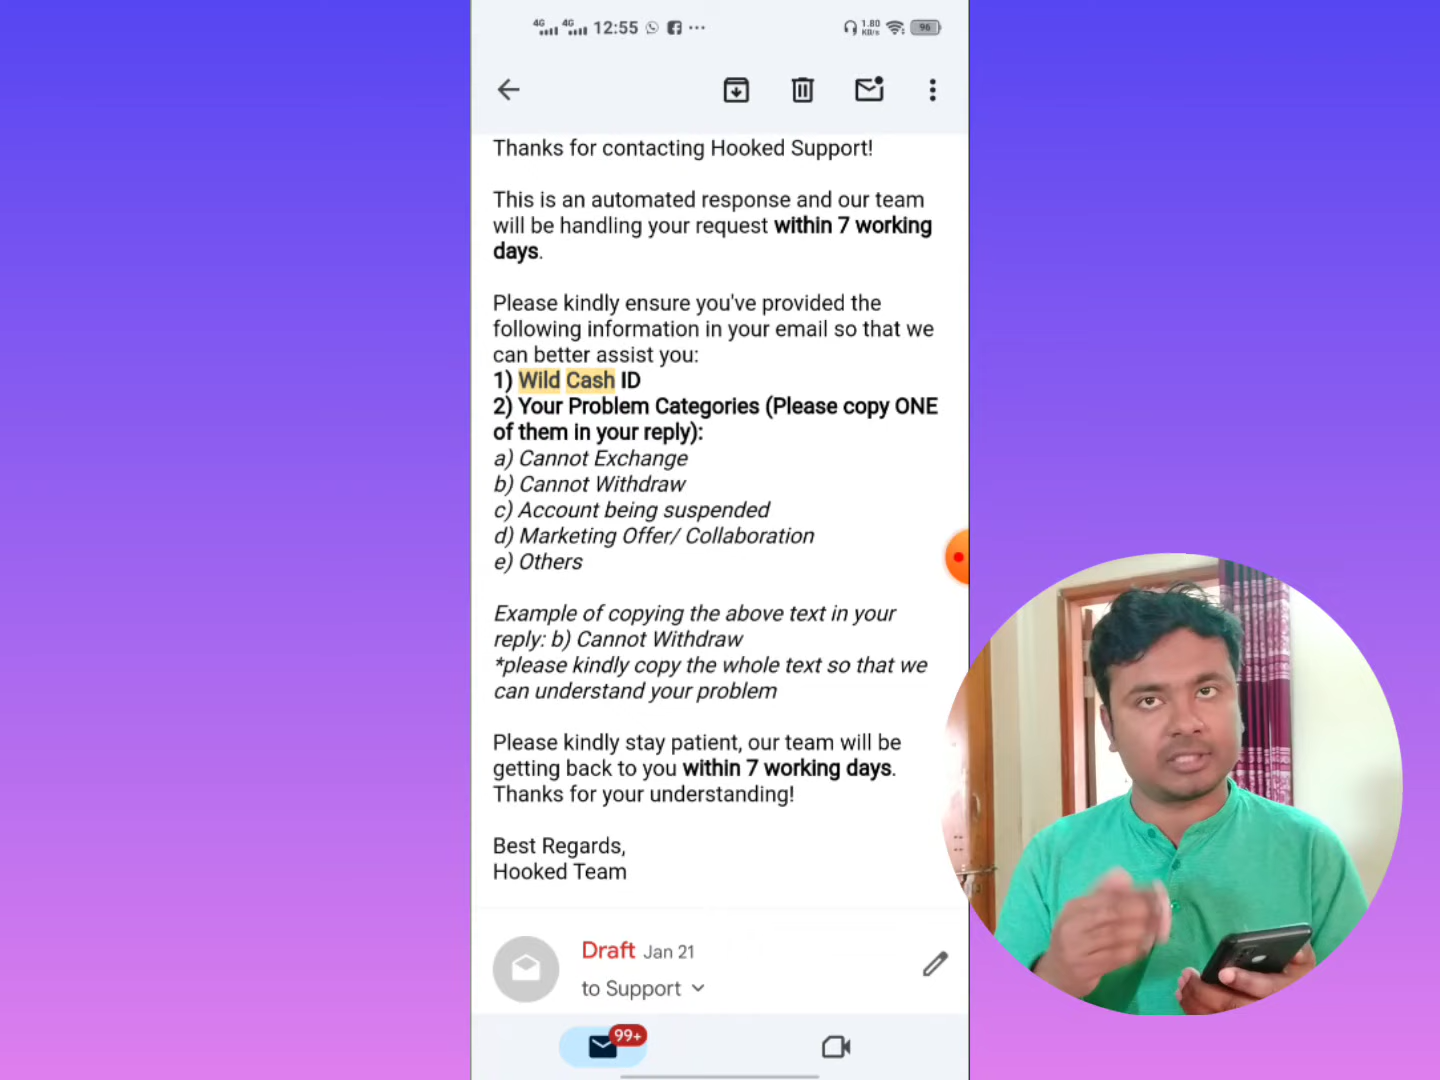 4G 4G 12:55 1.80 KB/s 96
Thanks for contacting Hooked Support!
This is an automated response and our team
will be handling your request within 7 working
days.
Please kindly ensure you've provided the
following information in your email so that we
can better assist you:
1) Wild Cash ID
2) Your Problem Categories (Please copy ONE
of them in your reply):
a) Cannot Exchange
b) Cannot Withdraw
c) Account being suspended
d) Marketing Offer/ Collaboration
e) Others
Example of copying the above text in your
reply: b) Cannot Withdraw
*please kindly copy the whole text so that we
can understand your problem
Please kindly stay patient, our team will be
getting back to you within 7 working days.
Thanks for your understanding!
Best Regards,
Hooked Team
Draft Jan 21
to Support
99+